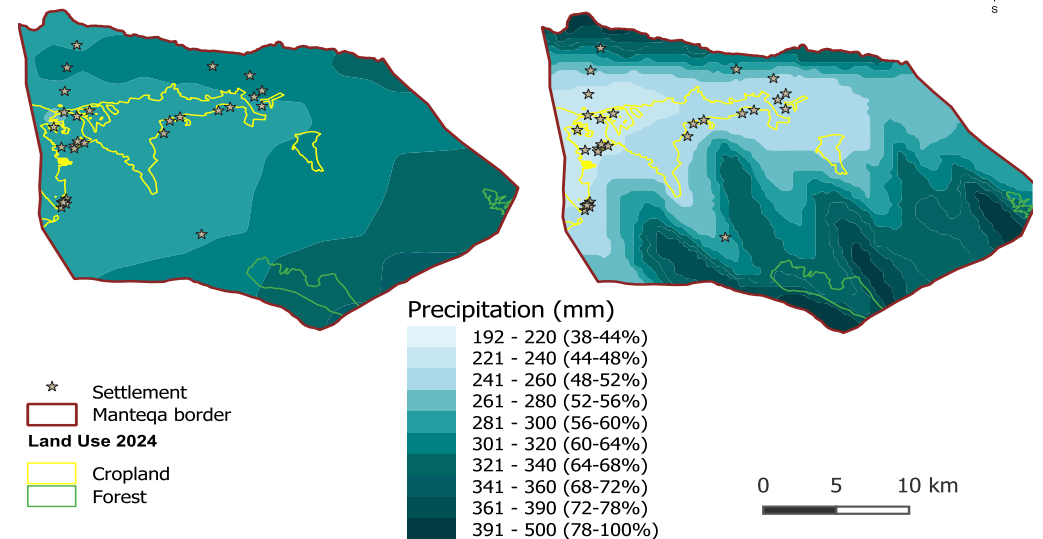 s
Precipitation (mm)
192 - 220 (38-44%)
221 - 240 (44-48%)
241 - 260 (48-52%)
261 - 280 (52-56%)
281 - 300 (56-60%)
301 - 320 (60-64%)
321 - 340 (64-68%)
341 - 360 (68-72%)
361 - 390 (72-78%)
391 - 500 (78-100%)
Settlement
Manteqa border
Land Use 2024
Cropland
Forest
0 5 10 km